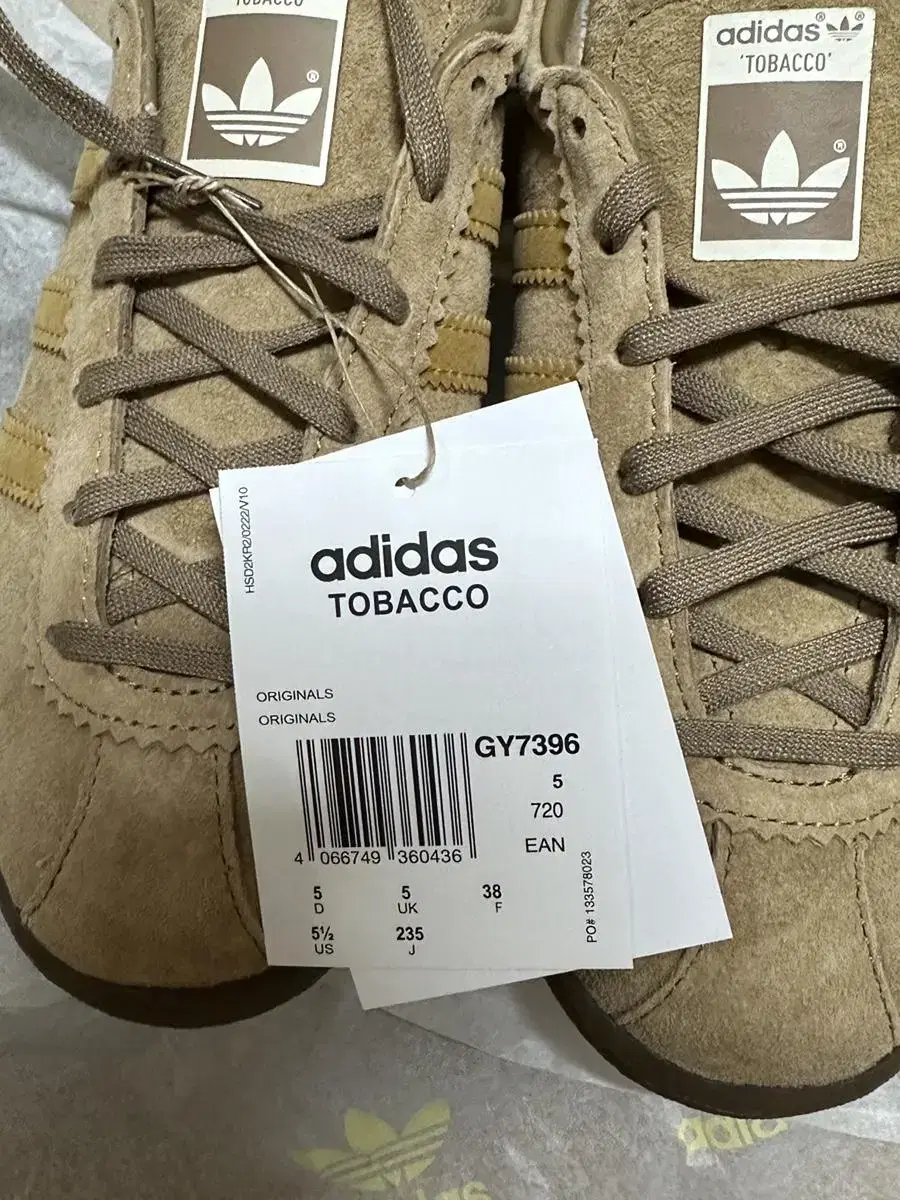 TOBACCO
®
adidas® ®
'TOBACCO'
®
HSD2KR2/0222/V10
adidas
TOBACCO
ORIGINALS
ORIGINALS
GY7396
5
720
EAN
4 066749 360436
5 5 38
D UK F
5½ 235
US J
PO# 133578023
adidas